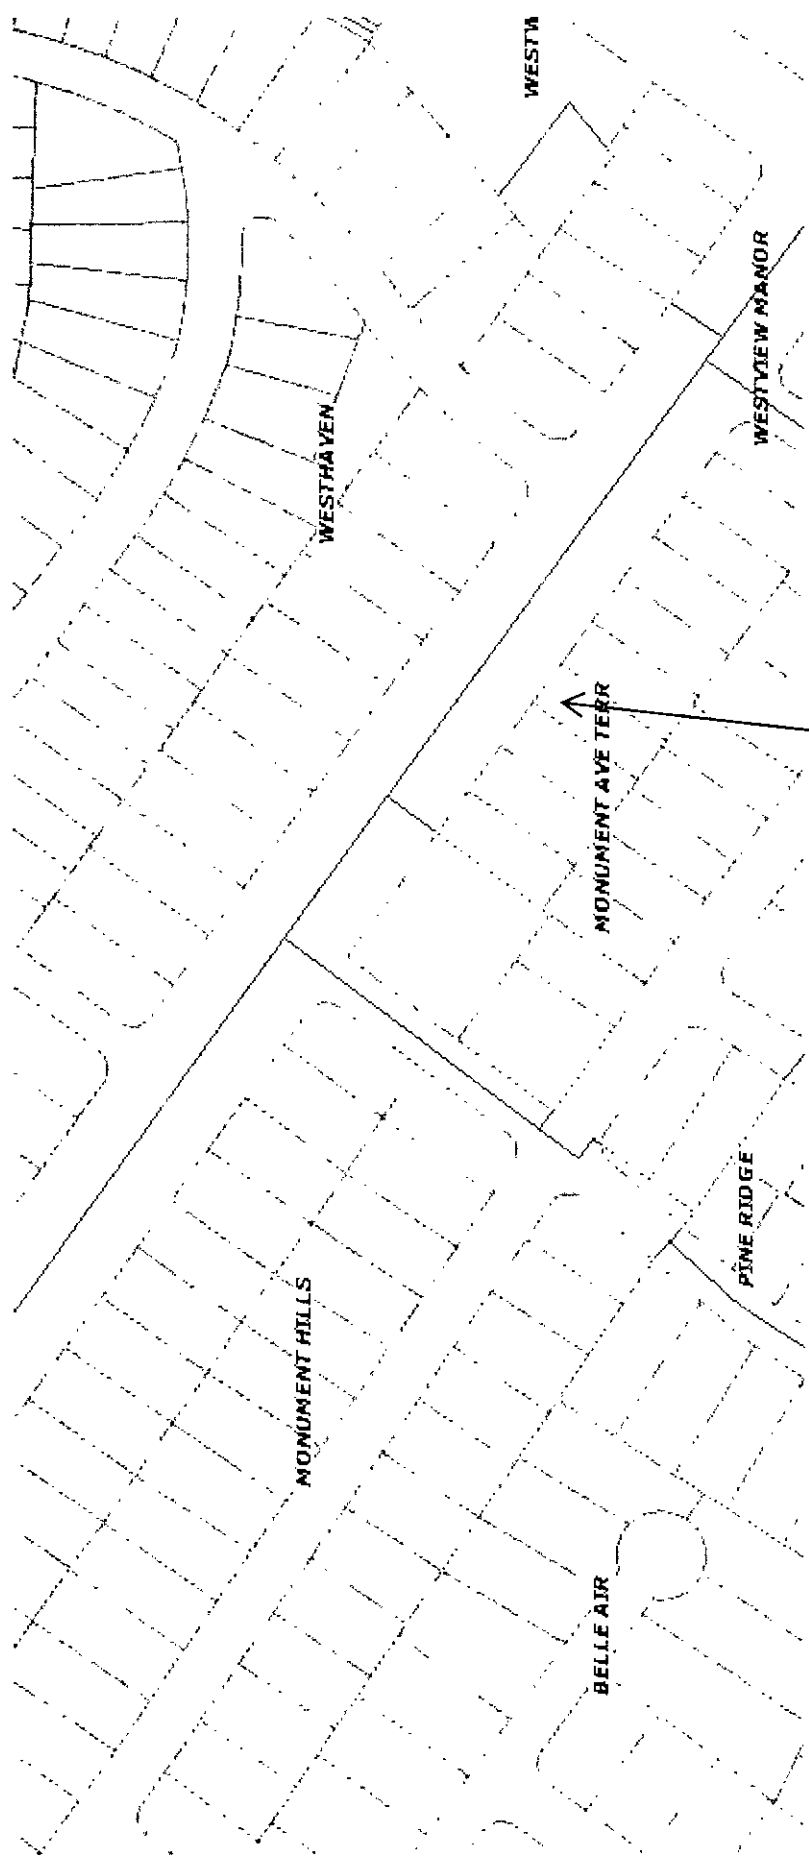 WESTW
WESTVIEW MANOR
WESTHAVEN
MONUMENT AVE TERR
PINE RIDGE
MONUMENT HILLS
BELLE AIR